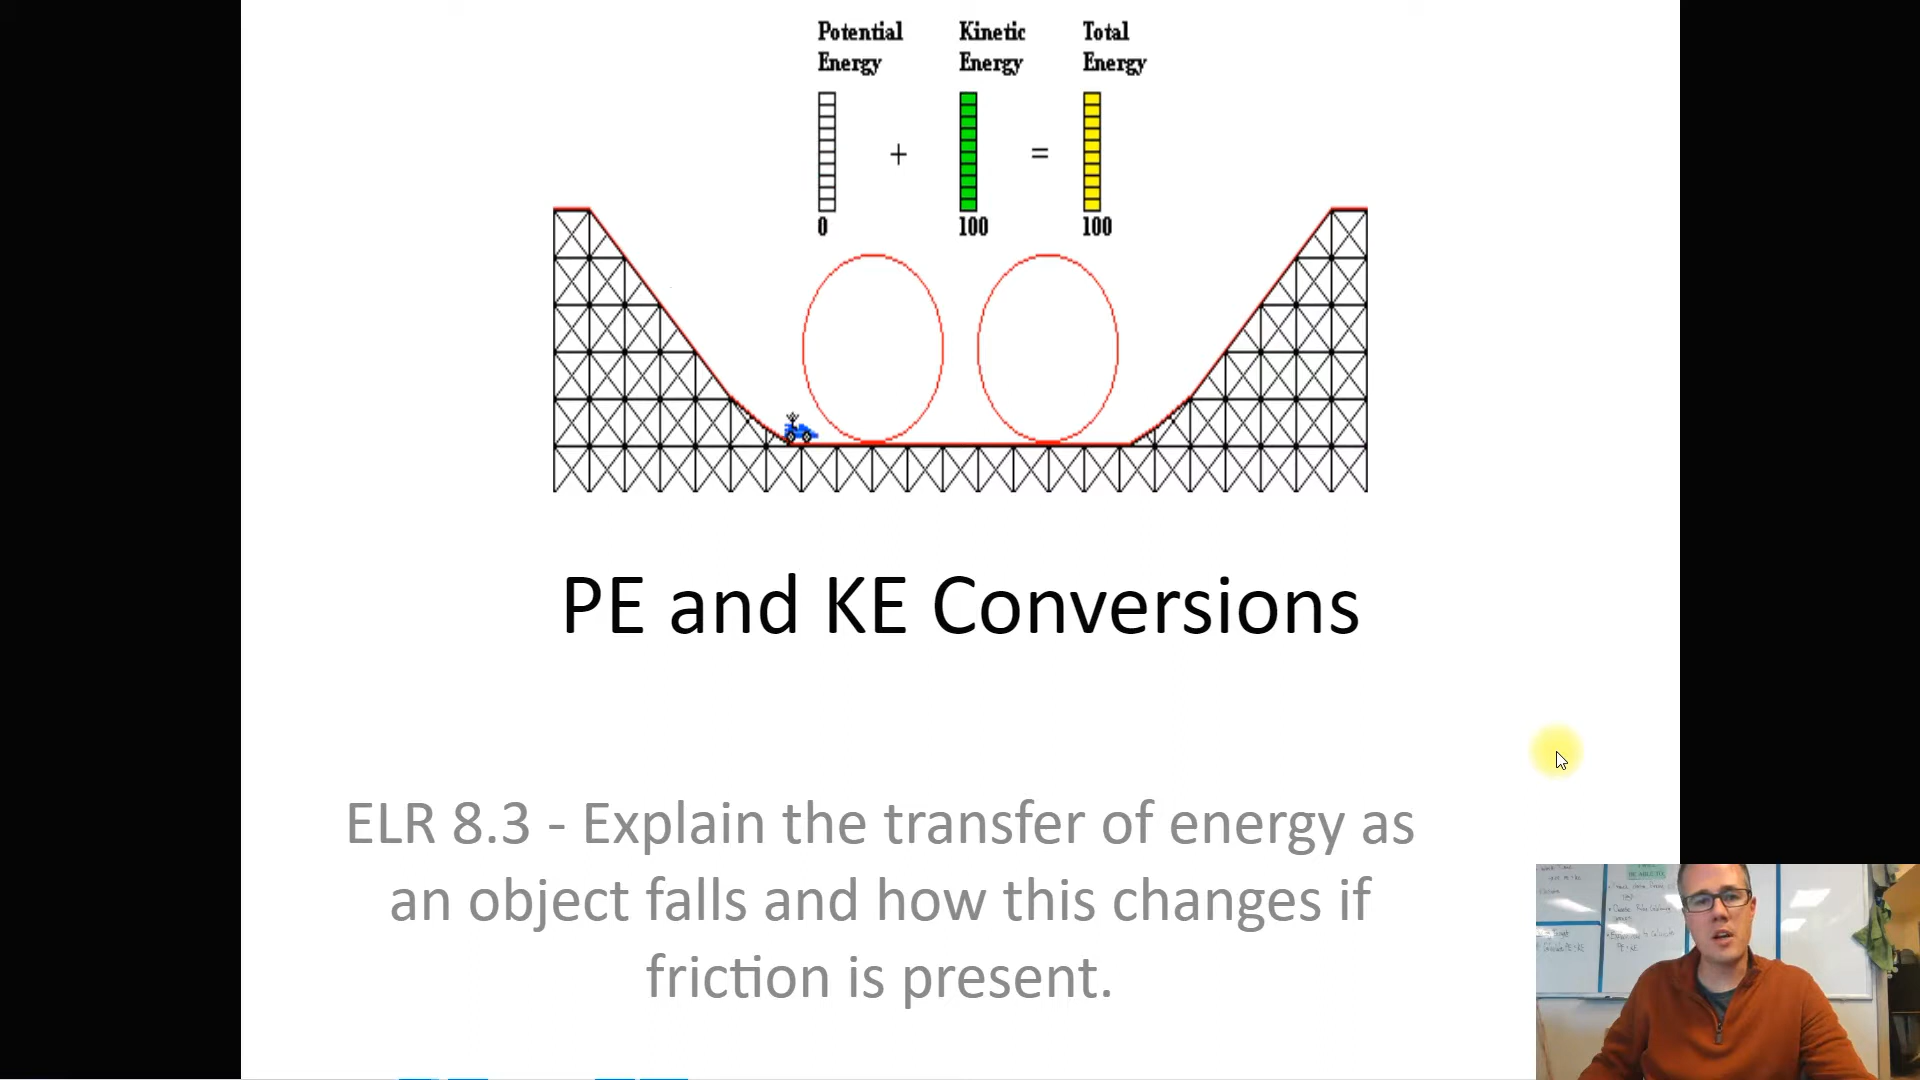 Potential Kinetic Total
Energy Energy Energy
+ =
0 100 100
PE and KE Conversions
ELR 8.3 - Explain the transfer of energy as
an object falls and how this changes if
friction is present.